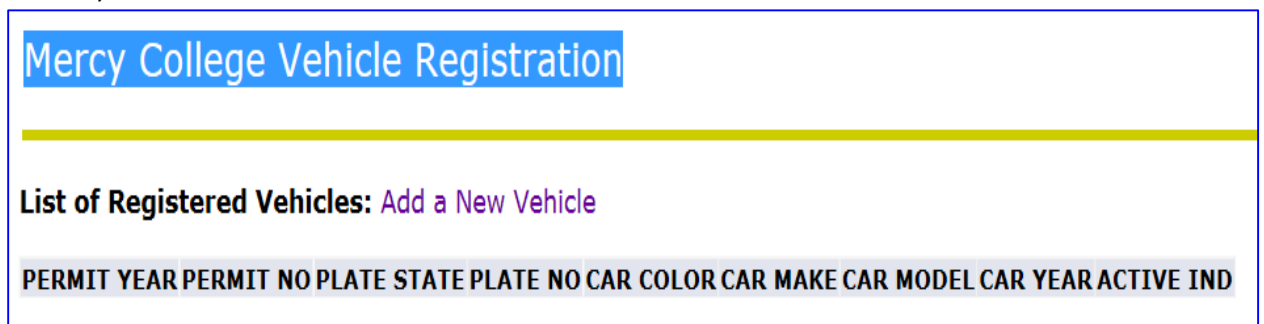 Mercy College Vehicle Registration
List of Registered Vehicles: Add a New Vehicle
PERMIT YEAR PERMIT NO PLATE STATE PLATE NO CAR COLOR CAR MAKE CAR MODEL CAR YEAR ACTIVE IND